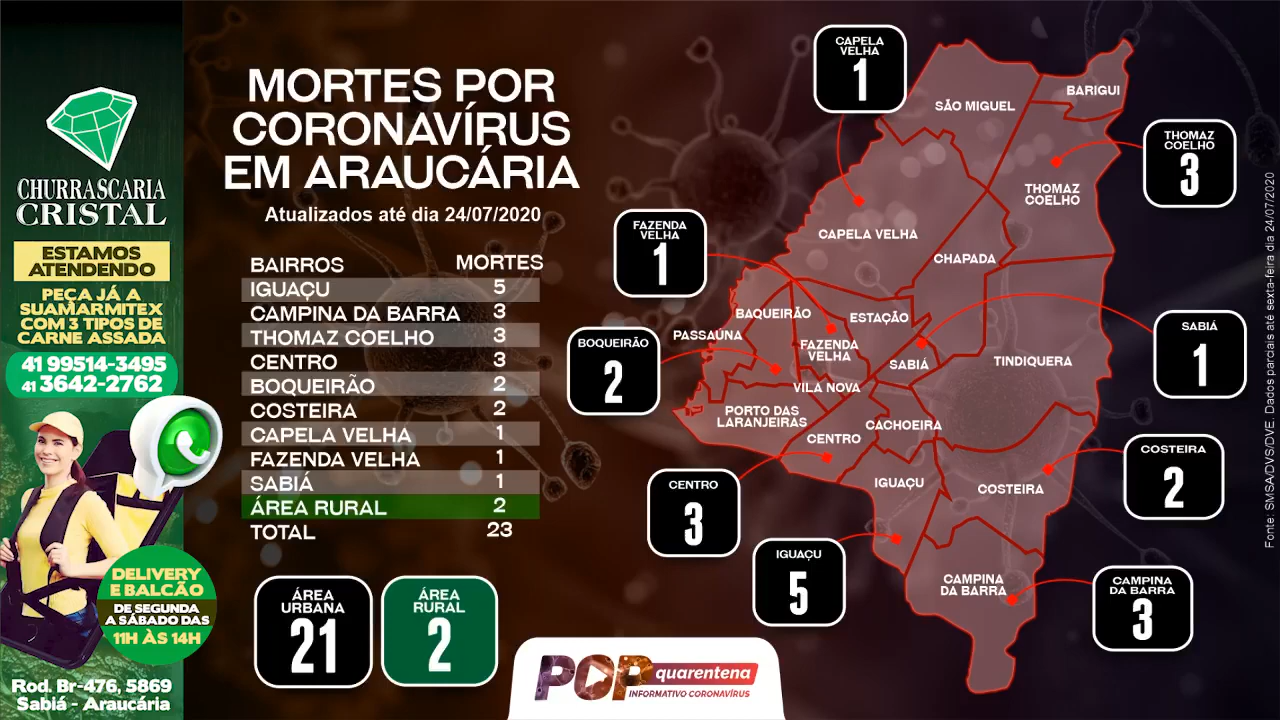 CHURRASCARIA
CRISTAL
ESTAMOS
ATENDENDO
PEÇA JÁ A
SUAMARMITEX
COM 3 TIPOS DE
CARNE ASSADA
41 99514-3495
41 3642-2762
DELIVERY
E BALCÃO
DE SEGUNDA
A SÁBADO DAS
11H ÀS 14H
Rod. Br-476, 5869
Sabiá - Araucária
MORTES POR
CORONAVÍRUS
EM ARAUCÁRIA
Atualizados até dia 24/07/2020
BAIRROS MORTES
IGUAÇU 5
CAMPINA DA BARRA 3
THOMAZ COELHO 3
CENTRO 3
BOQUEIRÃO 2
COSTEIRA 2
CAPELA VELHA 1
FAZENDA VELHA 1
SABIÁ 1
ÁREA RURAL 2
TOTAL 23
ÁREA
URBANA
21
ÁREA
RURAL
2
CAPELA
VELHA
1
THOMAZ
COELHO
3
FAZENDA
VELHA
1
BOQUEIRÃO
2
SABIÁ
1
COSTEIRA
2
CENTRO
3
IGUAÇU
5
CAMPINA
DA BARRA
3
BARIGUI
SÃO MIGUEL
THOMAZ
COELHO
CAPELA VELHA
CHAPADA
BAQUEIRÃO
ESTAÇÃO
PASSAÚNA
FAZENDA
VELHA
SABIÁ
TINDIQUERA
VILA NOVA
PORTO DAS
LARANJEIRAS
CACHOEIRA
CENTRO
IGUAÇU
COSTEIRA
CAMPINA
DA BARRA
POP quarentena
INFORMATIVO CORONAVÍRUS
Fonte: SMSA/DVS/DVE. Dados parciais até sexta-feira dia 24/07/2020